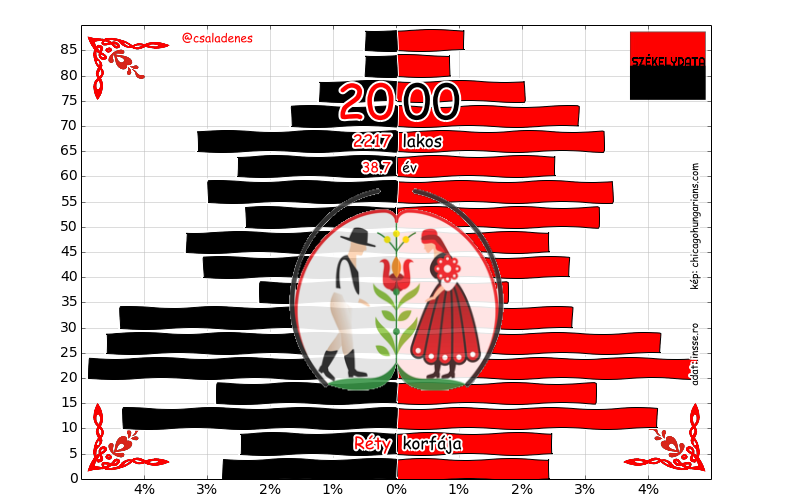 @csaladenes
SZÉKELYDATA
2000
2217 lakos
38.7 év
kép: chicagohungarians.com
adat:insse.ro
Réty korfája
85
80
75
70
65
60
55
50
45
40
35
30
25
20
15
10
5
0
4% 3% 2% 1% 0% 1% 2% 3% 4%